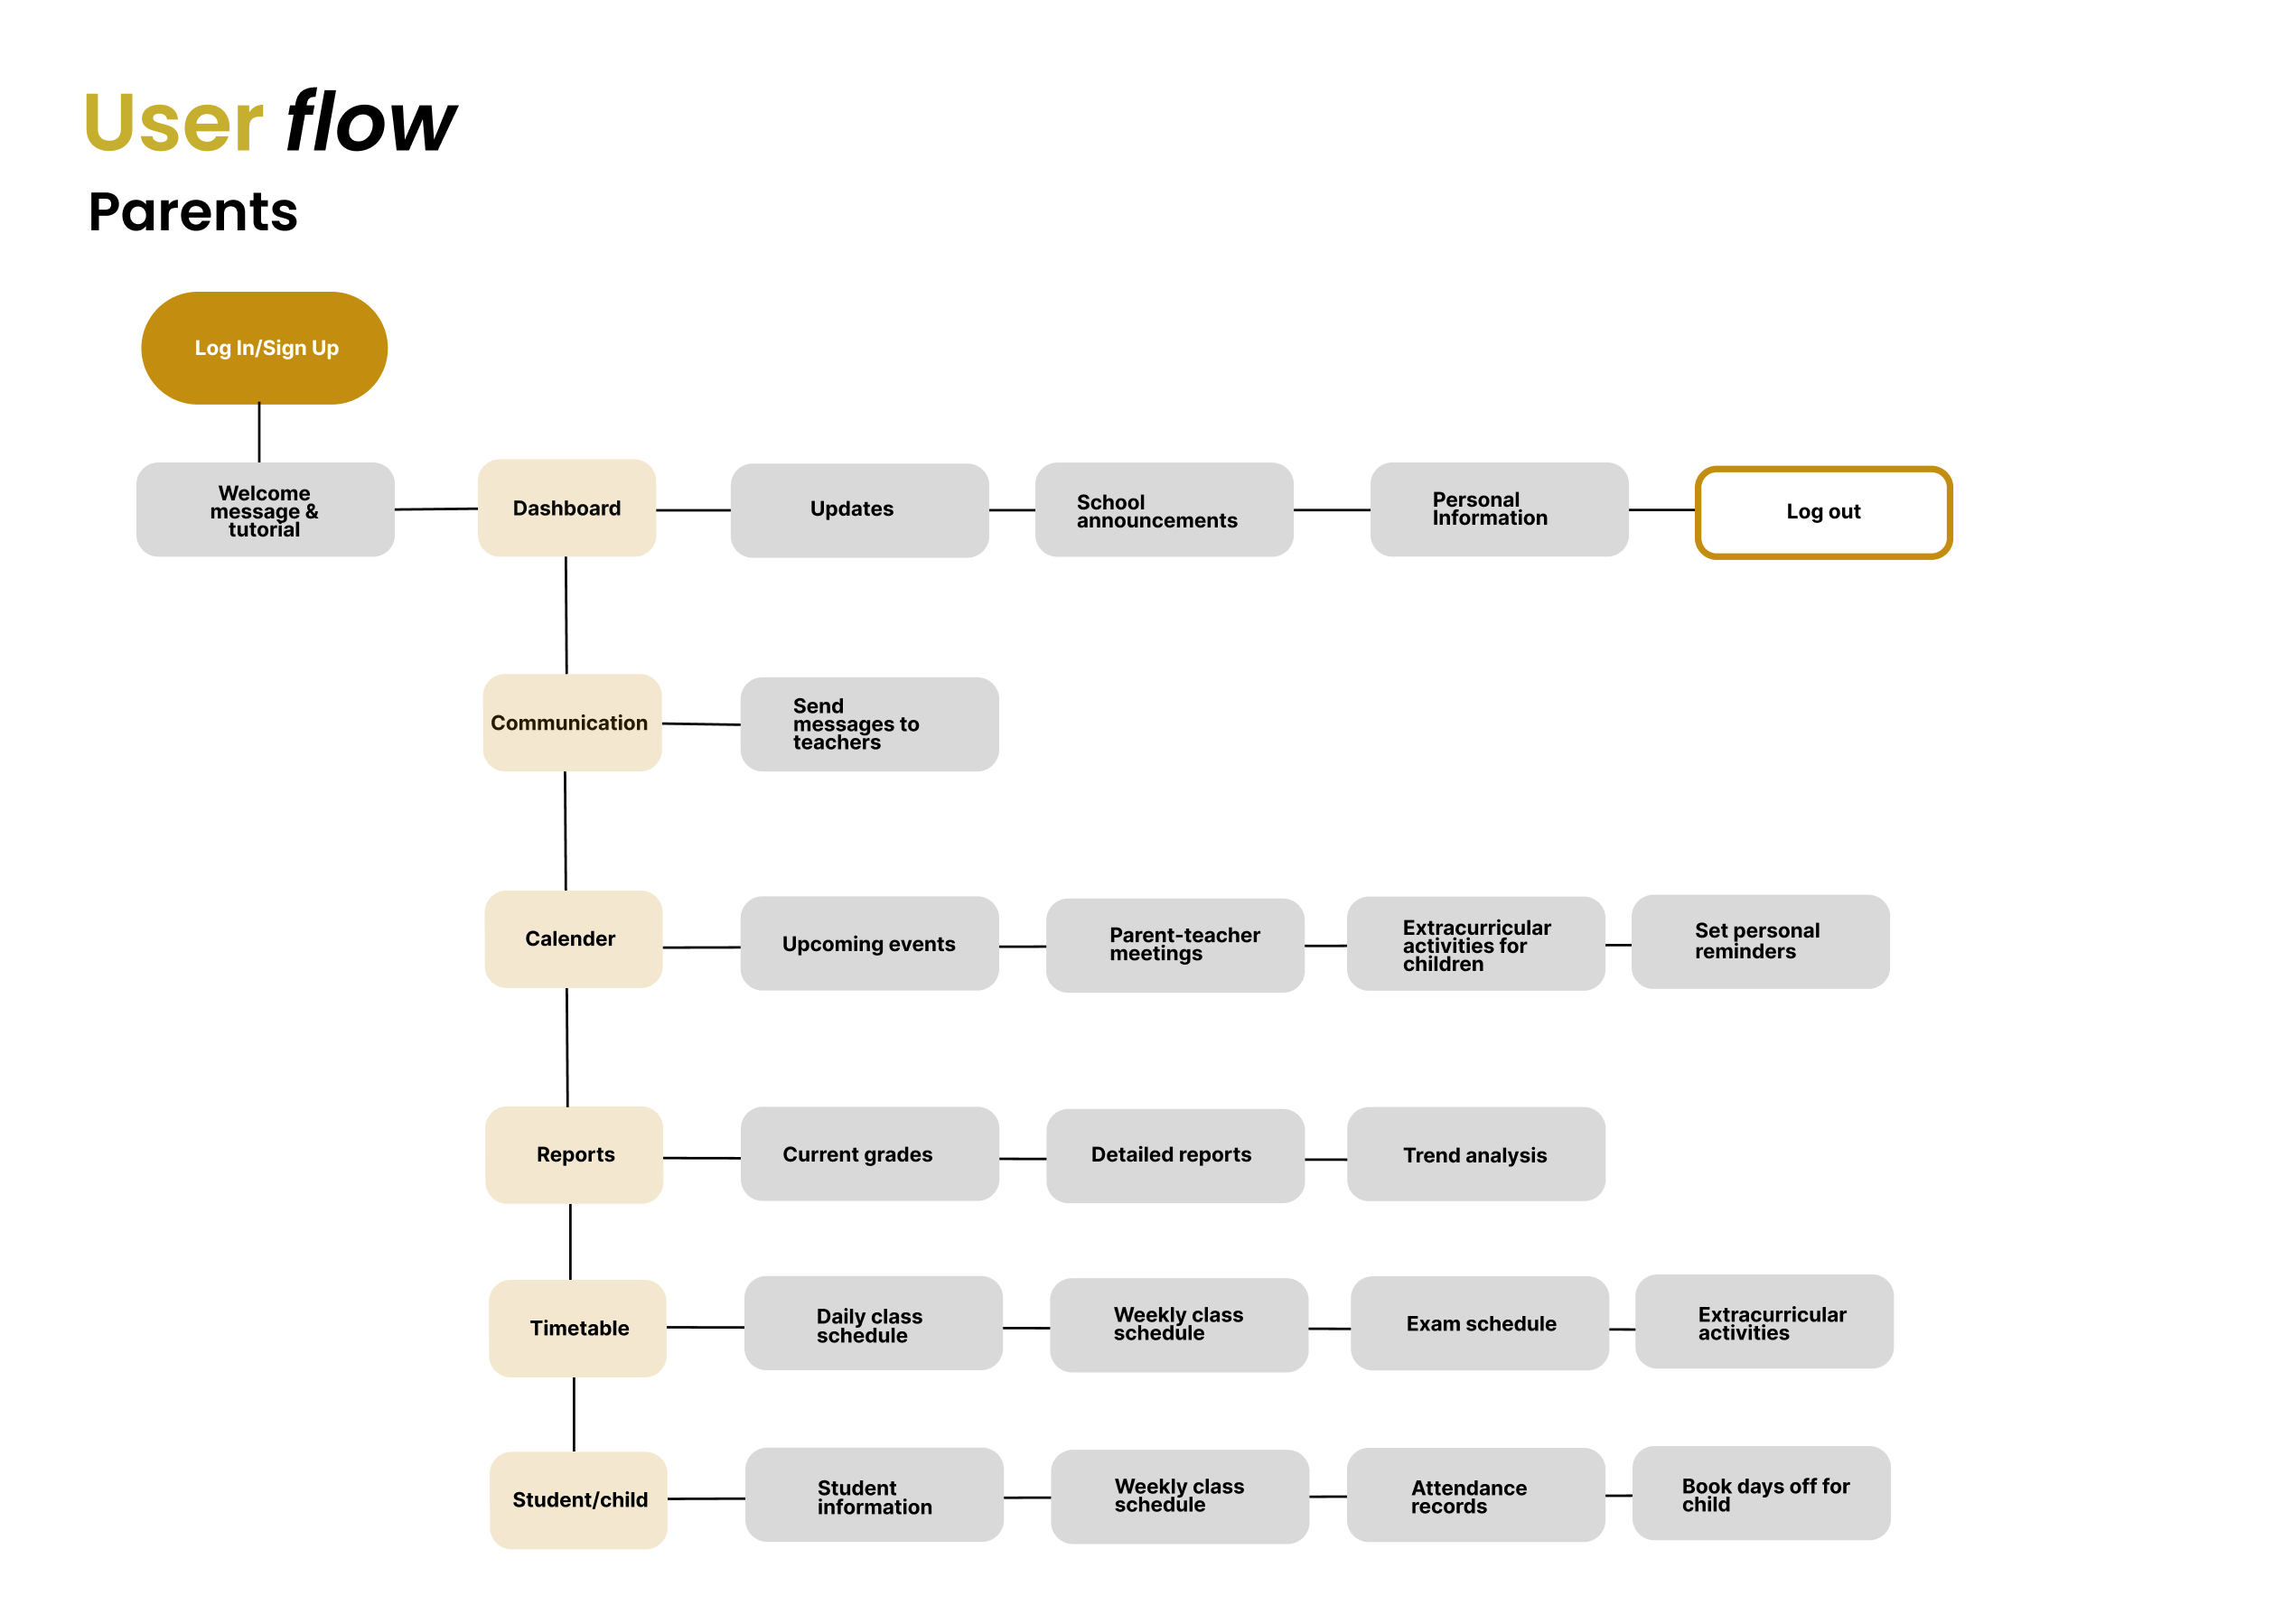 User flow
Parents
Log In/Sign Up
Welcome
message &
tutorial
Dashboard
Updates
School
announcements
Personal
Information
Log out
Communication
Send
messages to
teachers
Calender
Upcoming events
Parent-teacher
meetings
Extracurricular
activities for
children
Set personal
reminders
Reports
Current grades
Detailed reports
Trend analysis
Timetable
Daily class
schedule
Weekly class
schedule
Exam schedule
Extracurricular
activities
Student/child
Student
information
Weekly class
schedule
Attendance
records
Book days off for
child